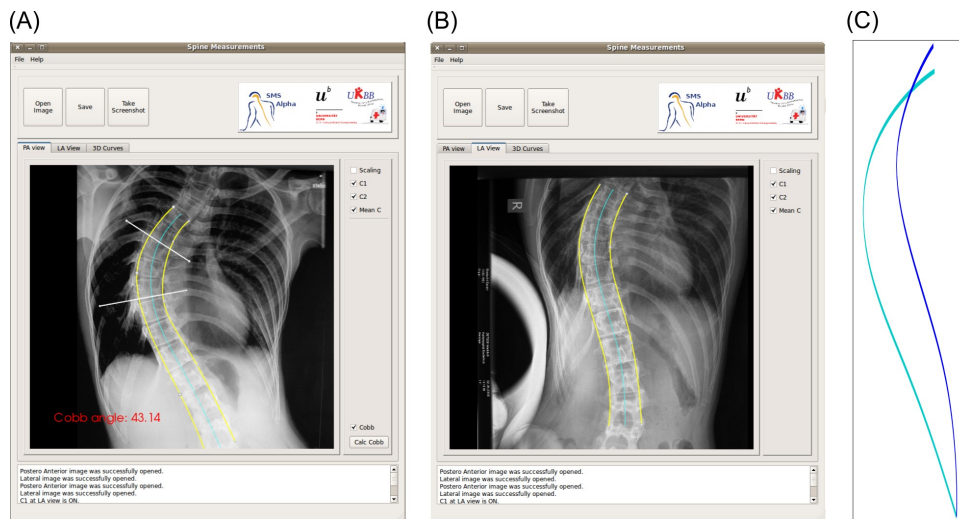 (A)
Spine Measurements
File Help
Open Image
Save
Take Screenshot
SMS Alpha
u^b
UKBB
PA view LA View 3D Curves
Scaling
C1
C2
Mean C
Cobb angle: 43.14
Cobb
Calc Cobb
Postero Anterior image was successfully opened.
Lateral image was successfully opened.
Postero Anterior image was successfully opened.
Lateral image was successfully opened.
C1 at LA view is ON.
(B)
Spine Measurements
File Help
Open Image
Save
Take Screenshot
SMS Alpha
u^b
UKBB
PA view LA View 3D Curves
R
Scaling
C1
C2
Mean C
Postero Anterior image was successfully opened.
Lateral image was successfully opened.
Postero Anterior image was successfully opened.
Lateral image was successfully opened.
C1 at LA view is ON.
(C)